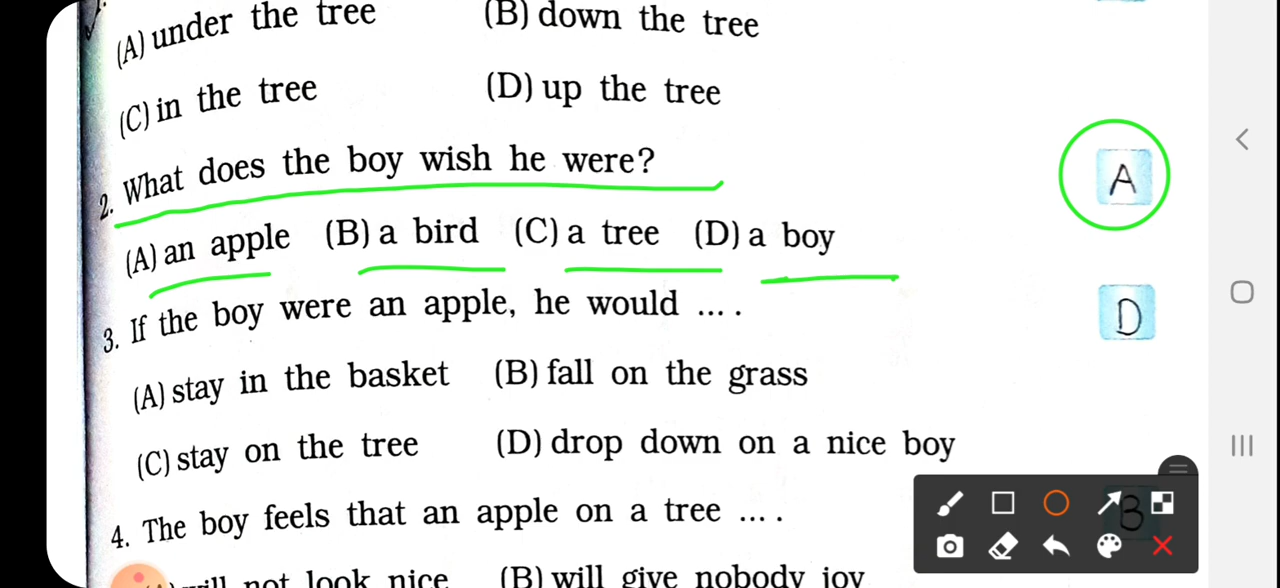 (A) under the tree (B) down the tree
(C) in the tree (D) up the tree
2. What does the boy wish he were? A
(A) an apple (B) a bird (C) a tree (D) a boy
3. If the boy were an apple, he would .... D
(A) stay in the basket (B) fall on the grass
(C) stay on the tree (D) drop down on a nice boy
4. The boy feels that an apple on a tree .... B
not look nice (B) will give nobody joy